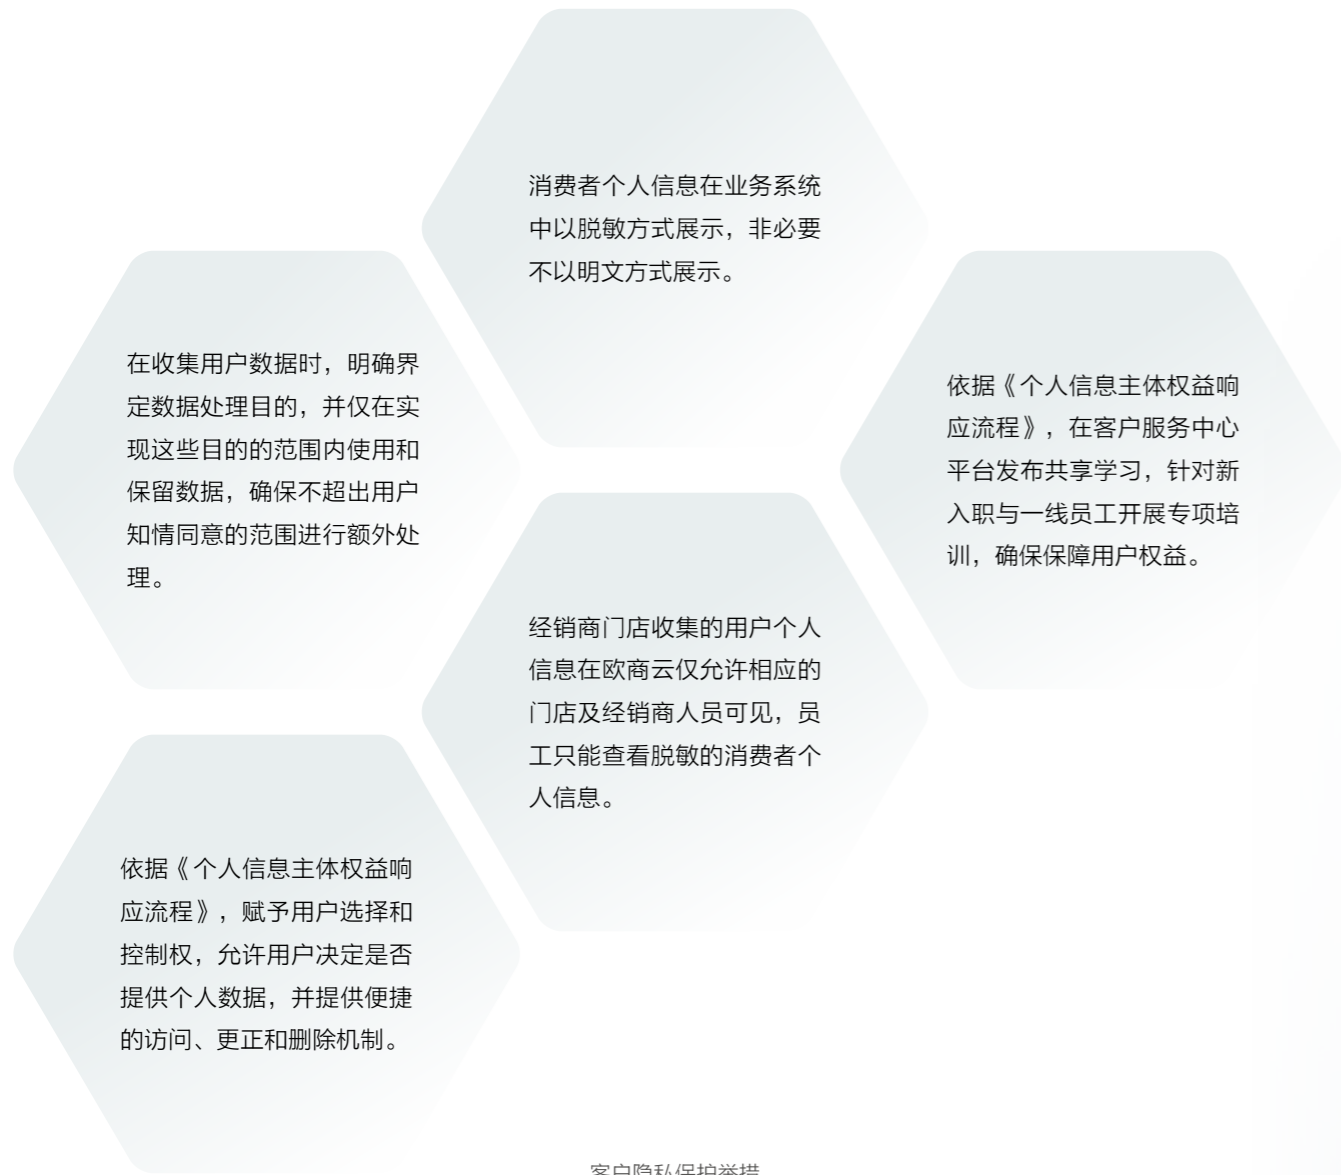 消费者个人信息在业务系统
中以脱敏方式展示，非必要
不以明文方式展示。
在收集用户数据时，明确界
定数据处理目的，并仅在实
现这些目的的范围内使用和
保留数据，确保不超出用户
知情同意的范围进行额外处
理。
依据《个人信息主体权益响
应流程》，在客户服务中心
平台发布共享学习，针对新
入职与一线员工开展专项培
训，确保保障用户权益。
经销商门店收集的用户个人
信息在欧商云仅允许相应的
门店及经销商人员可见，员
工只能查看脱敏的消费者个
人信息。
依据《个人信息主体权益响
应流程》，赋予用户选择和
控制权，允许用户决定是否
提供个人数据，并提供便捷
的访问、更正和删除机制。
客户隐私保护举措